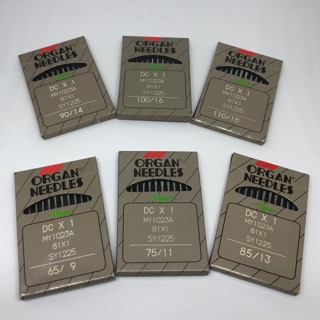 ORGAN
NEEDLES
DC X 1
MY1023A
81X1
SY1225
90/14
ORGAN
NEEDLES
DC X 1
MY1023A
81X1
SY1225
100/16
ORGAN
NEEDLES
DC X 1
MY1023A
81X1
SY1225
110/18
ORGAN
NEEDLES
DC X 1
MY1023A
81X1
SY1225
65/ 9
ORGAN
NEEDLES
DC X 1
MY1023A
81X1
SY1225
75/11
ORGAN
NEEDLES
DC X 1
MY1023A
81X1
SY1225
85/13